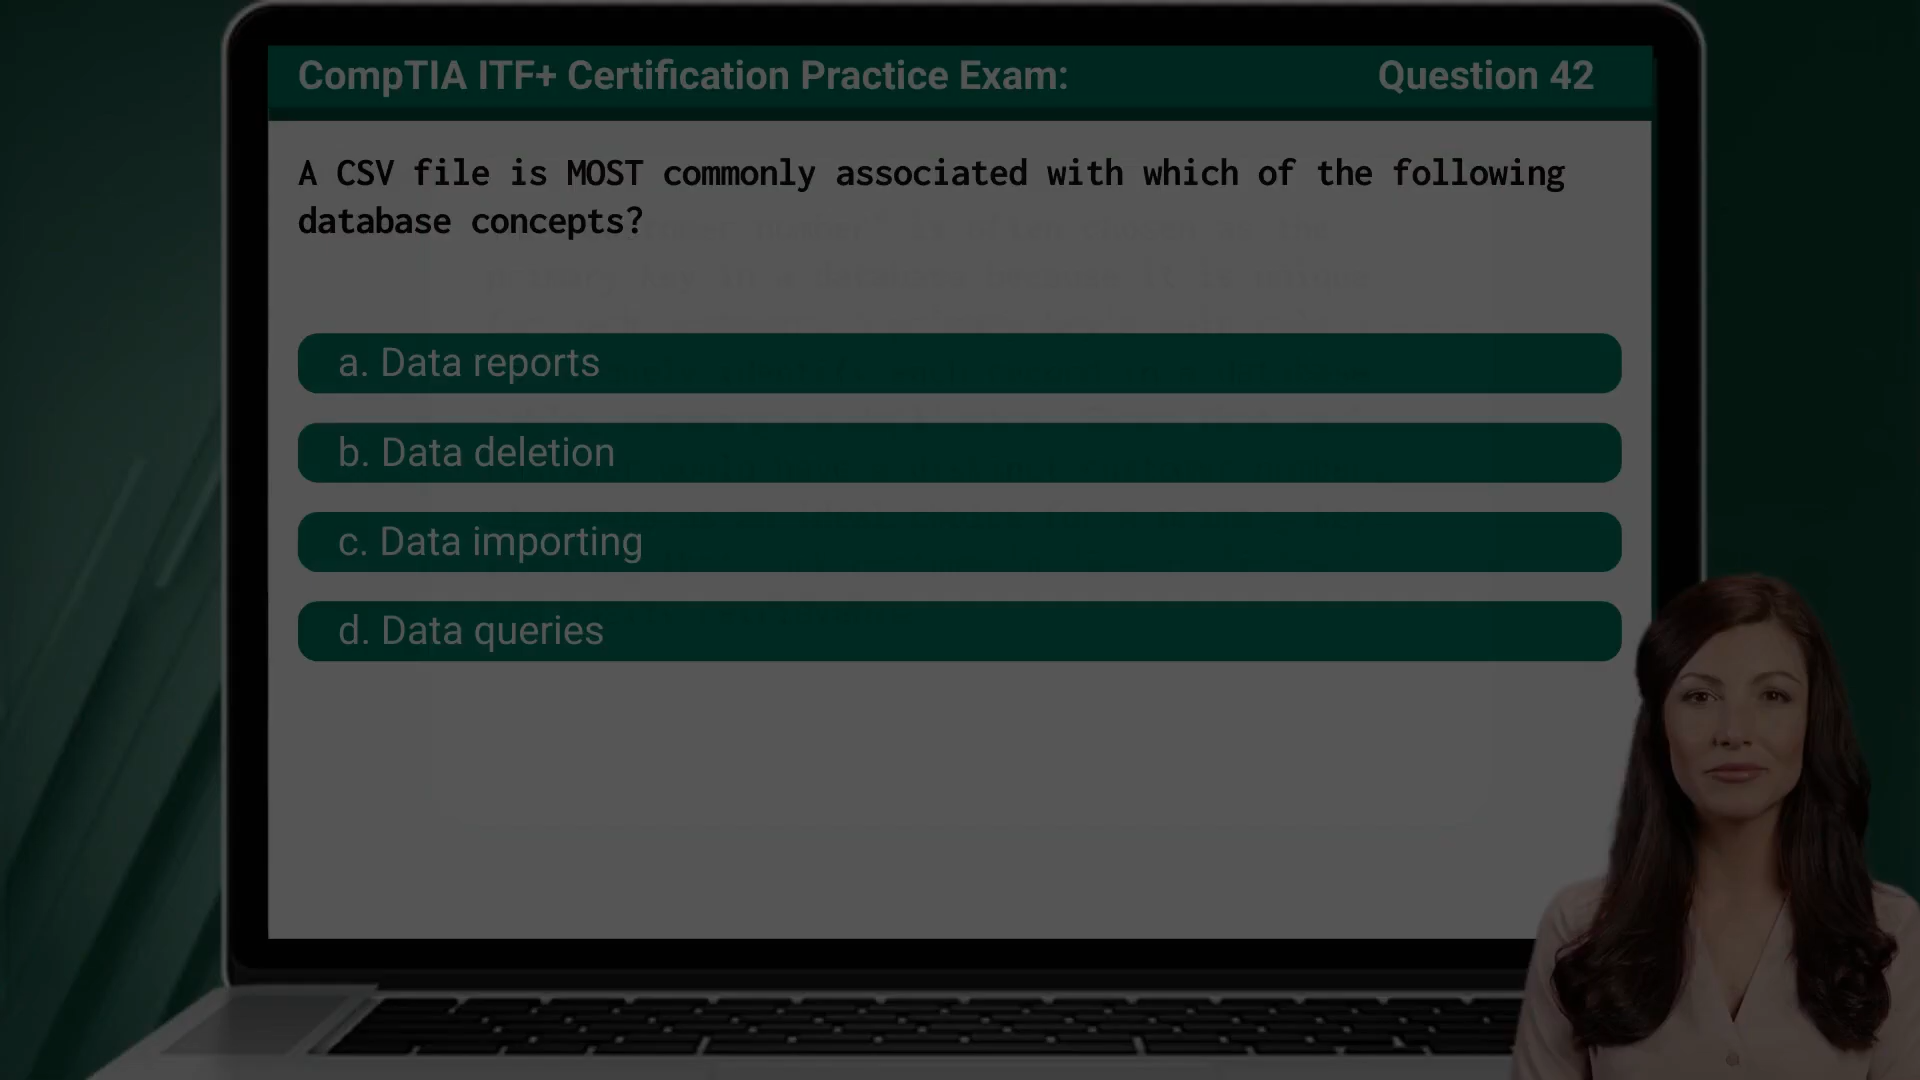 CompTIA ITF+ Certification Practice Exam: Question 42
A CSV file is MOST commonly associated with which of the following
database concepts?
a. Data reports
b. Data deletion
c. Data importing
d. Data queries